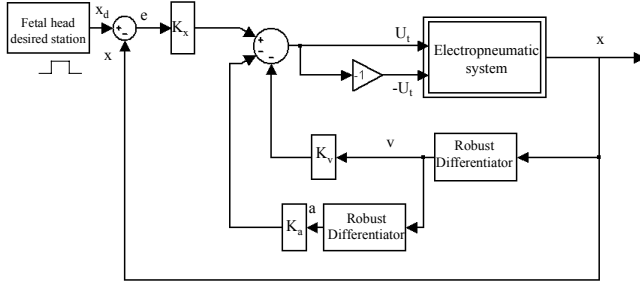 Fetal head
desired station
x_d
+
-
x
e
K_x
+
-
-
U_t
-1
-U_t
Electropneumatic
system
x
K_v
v
Robust
Differentiator
K_a
a
Robust
Differentiator